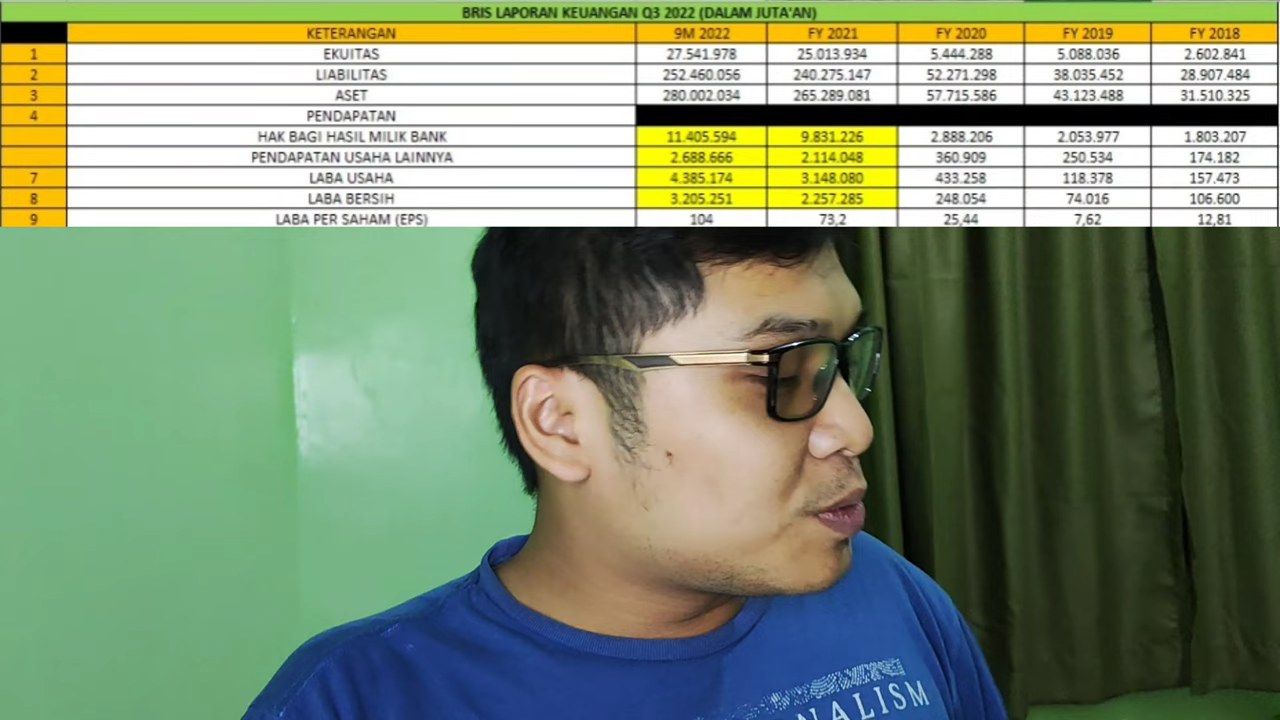 BRIS LAPORAN KEUANGAN Q3 2022 (DALAM JUTA'AN)
KETERANGAN 9M 2022 FY 2021 FY 2020 FY 2019 FY 2018
1 EKUITAS 27.541.978 25.013.934 5.444.288 5.088.036 2.602.841
2 LIABILITAS 252.460.056 240.275.147 52.271.298 38.035.452 28.907.484
3 ASET 280.002.034 265.289.081 57.715.586 43.123.488 31.510.325
4 PENDAPATAN
HAK BAGI HASIL MILIK BANK 11.405.594 9.831.226 2.888.206 2.053.977 1.803.207
PENDAPATAN USAHA LAINNYA 2.688.666 2.114.048 360.909 250.534 174.182
7 LABA USAHA 4.385.174 3.148.080 433.258 118.378 157.473
8 LABA BERSIH 3.205.251 2.257.285 248.054 74.016 106.600
9 LABA PER SAHAM (EPS) 104 73,2 25,44 7,62 12,81
NALISM